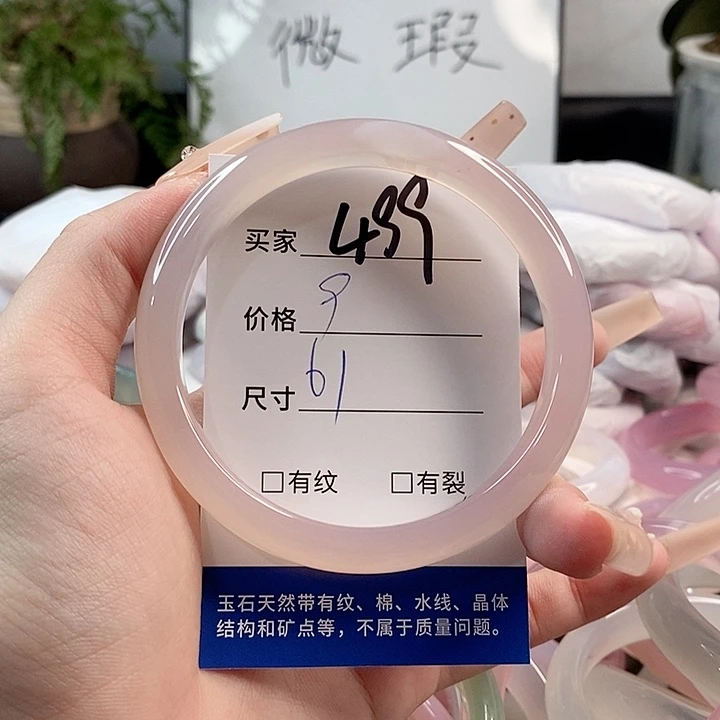 微瑕
买家 499
价格 9
尺寸 61
□有纹 □有裂
玉石天然带有纹、棉、水线、晶体
结构和矿点等，不属于质量问题。